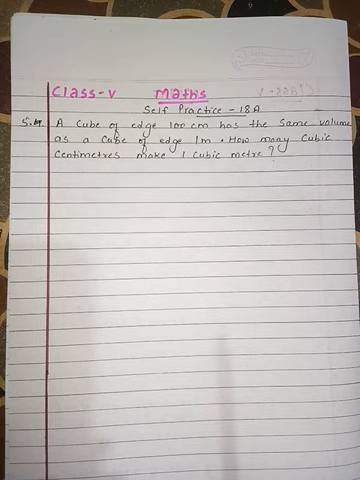 Class-V Maths
Self Practice - 18A
A Cube of edge 100 cm has the same volume
as a Cube of edge 1m. How many Cubic
Centimetres make 1 Cubic metre?